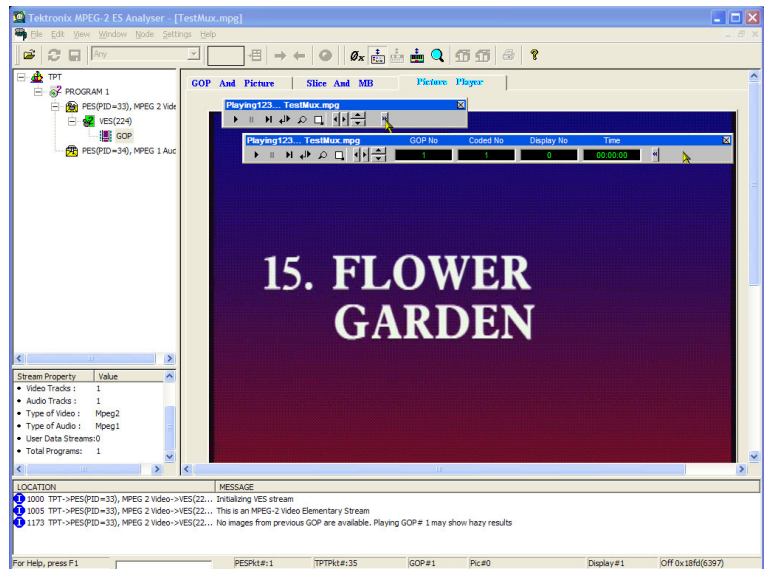 Tektronix MPEG-2 ES Analyser - [TestMux.mpg]
File Edit View Window Node Settings Help
Any
TPT
PROGRAM 1
PES(PID=33), MPEG 2 Vide
VES(224)
GOP
PES(PID=34), MPEG 1 Auc
GOP And Picture
Slice And MB
Picture Player
Playing123... TestMux.mpg
Playing123... TestMux.mpg GOP No Coded No Display No Time
1 1 0 00:00:00
15. FLOWER
GARDEN
Stream Property Value
Video Tracks : 1
Audio Tracks : 1
Type of Video : Mpeg2
Type of Audio : Mpeg1
User Data Streams:0
Total Programs: 1
LOCATION MESSAGE
1000 TPT->PES(PID=33), MPEG 2 Video->VES(22... Initializing VES stream
1005 TPT->PES(PID=33), MPEG 2 Video->VES(22... This is an MPEG-2 Video Elementary Stream
1173 TPT->PES(PID=33), MPEG 2 Video->VES(22... No images from previous GOP are available. Playing GOP# 1 may show hazy results
For Help, press F1 PESPkt#:1 TPTPkt#:35 GOP#1 Pic#0 Display#1 Off 0x18fd(6397)